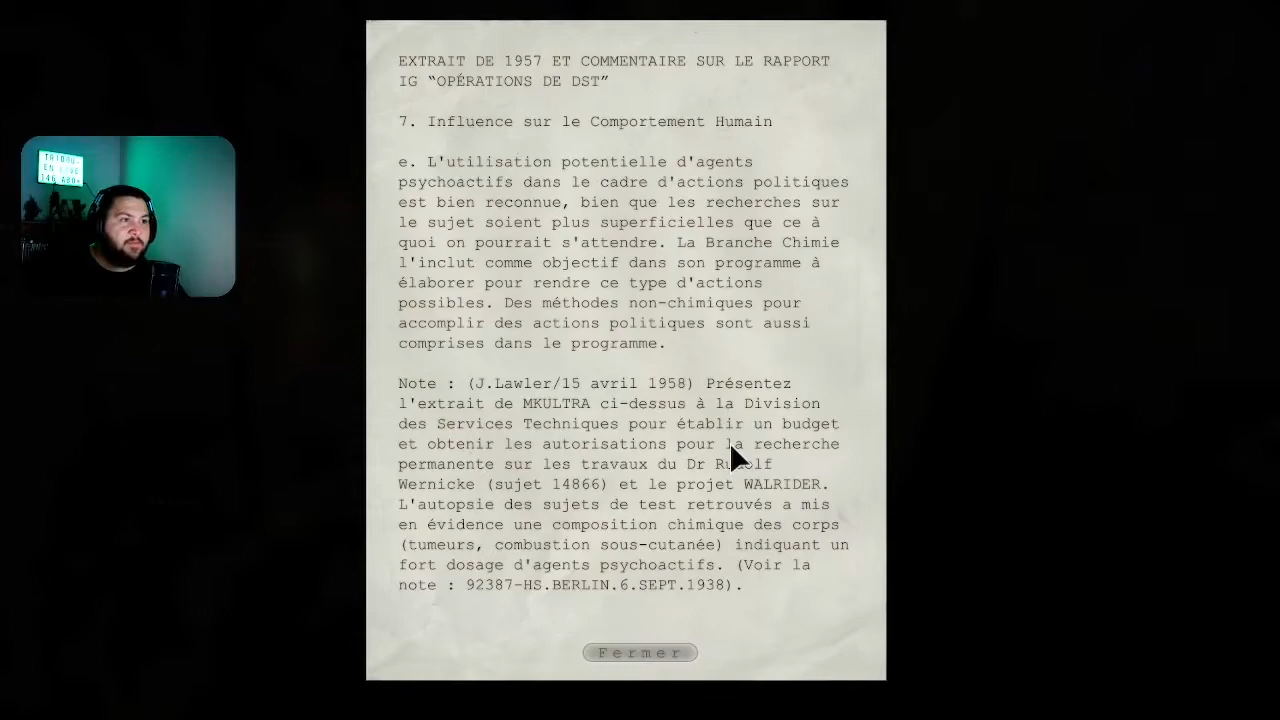 EXTRAIT DE 1957 ET COMMENTAIRE SUR LE RAPPORT
IG “OPÉRATIONS DE DST”
7. Influence sur le Comportement Humain
e. L'utilisation potentielle d'agents
psychoactifs dans le cadre d'actions politiques
est bien reconnue, bien que les recherches sur
le sujet soient plus superficielles que ce à
quoi on pourrait s'attendre. La Branche Chimie
l'inclut comme objectif dans son programme à
élaborer pour rendre ce type d'actions
possibles. Des méthodes non-chimiques pour
accomplir des actions politiques sont aussi
comprises dans le programme.
Note : (J.Lawler/15 avril 1958) Présentez
l'extrait de MKULTRA ci-dessus à la Division
des Services Techniques pour établir un budget
et obtenir les autorisations pour la recherche
permanente sur les travaux du Dr Rudolf
Wernicke (sujet 14866) et le projet WALRIDER.
L'autopsie des sujets de test retrouvés a mis
en évidence une composition chimique des corps
(tumeurs, combustion sous-cutanée) indiquant un
fort dosage d'agents psychoactifs. (Voir la
note : 92387-HS.BERLIN.6.SEPT.1938).
Fermer
EN LIVE